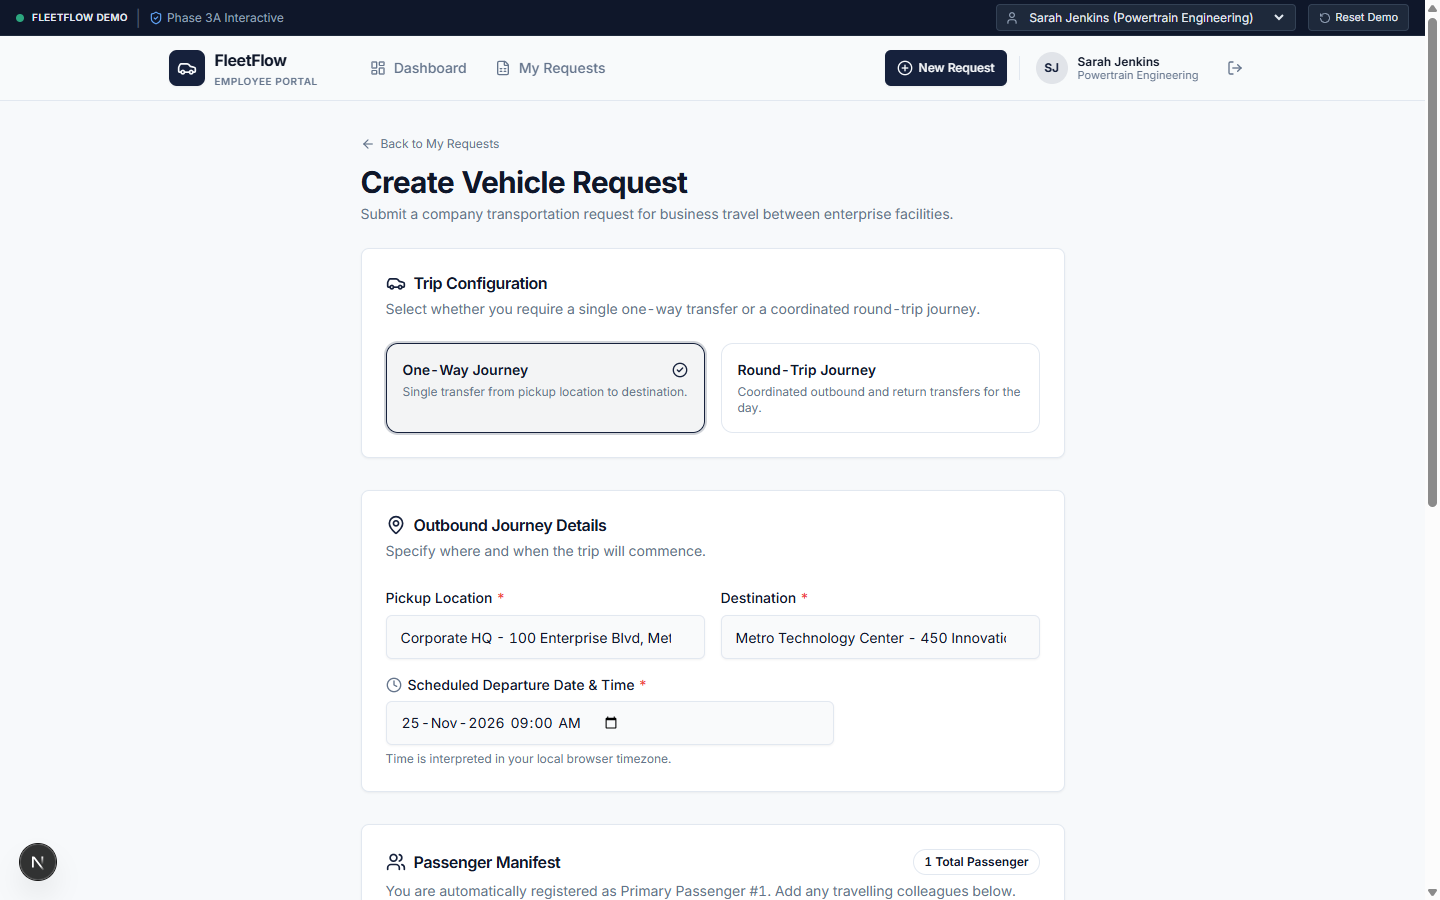 FLEETFLOW DEMO
Phase 3A Interactive
Sarah Jenkins (Powertrain Engineering)
Reset Demo
FleetFlow
EMPLOYEE PORTAL
Dashboard
My Requests
New Request
SJ
Sarah Jenkins
Powertrain Engineering
Back to My Requests
Create Vehicle Request
Submit a company transportation request for business travel between enterprise facilities.
Trip Configuration
Select whether you require a single one-way transfer or a coordinated round-trip journey.
One-Way Journey
Single transfer from pickup location to destination.
Round-Trip Journey
Coordinated outbound and return transfers for the
day.
Outbound Journey Details
Specify where and when the trip will commence.
Pickup Location *
Corporate HQ - 100 Enterprise Blvd, Met
Destination *
Metro Technology Center - 450 Innovatic
Scheduled Departure Date & Time *
25-Nov-2026 09:00 AM
Time is interpreted in your local browser timezone.
Passenger Manifest
1 Total Passenger
You are automatically registered as Primary Passenger #1. Add any travelling colleagues below.
N